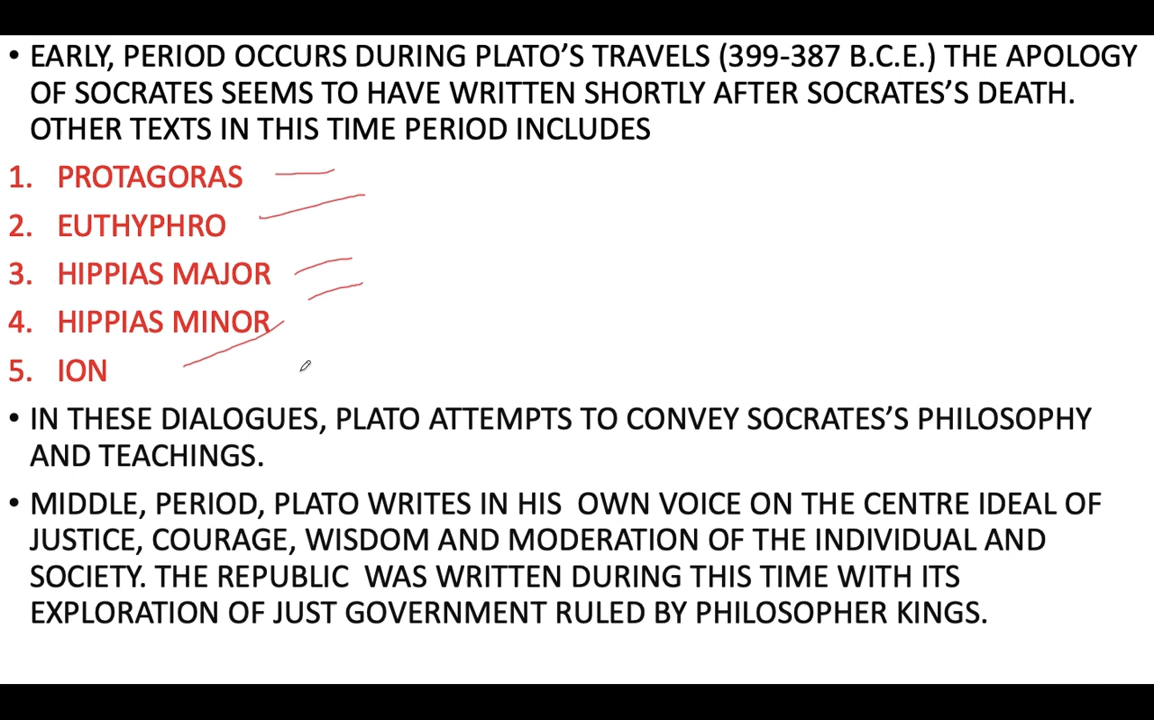 • EARLY, PERIOD OCCURS DURING PLATO’S TRAVELS (399-387 B.C.E.) THE APOLOGY
OF SOCRATES SEEMS TO HAVE WRITTEN SHORTLY AFTER SOCRATES’S DEATH.
OTHER TEXTS IN THIS TIME PERIOD INCLUDES
1. PROTAGORAS
2. EUTHYPHRO
3. HIPPIAS MAJOR
4. HIPPIAS MINOR
5. ION
• IN THESE DIALOGUES, PLATO ATTEMPTS TO CONVEY SOCRATES’S PHILOSOPHY
AND TEACHINGS.
• MIDDLE, PERIOD, PLATO WRITES IN HIS OWN VOICE ON THE CENTRE IDEAL OF
JUSTICE, COURAGE, WISDOM AND MODERATION OF THE INDIVIDUAL AND
SOCIETY. THE REPUBLIC WAS WRITTEN DURING THIS TIME WITH ITS
EXPLORATION OF JUST GOVERNMENT RULED BY PHILOSOPHER KINGS.